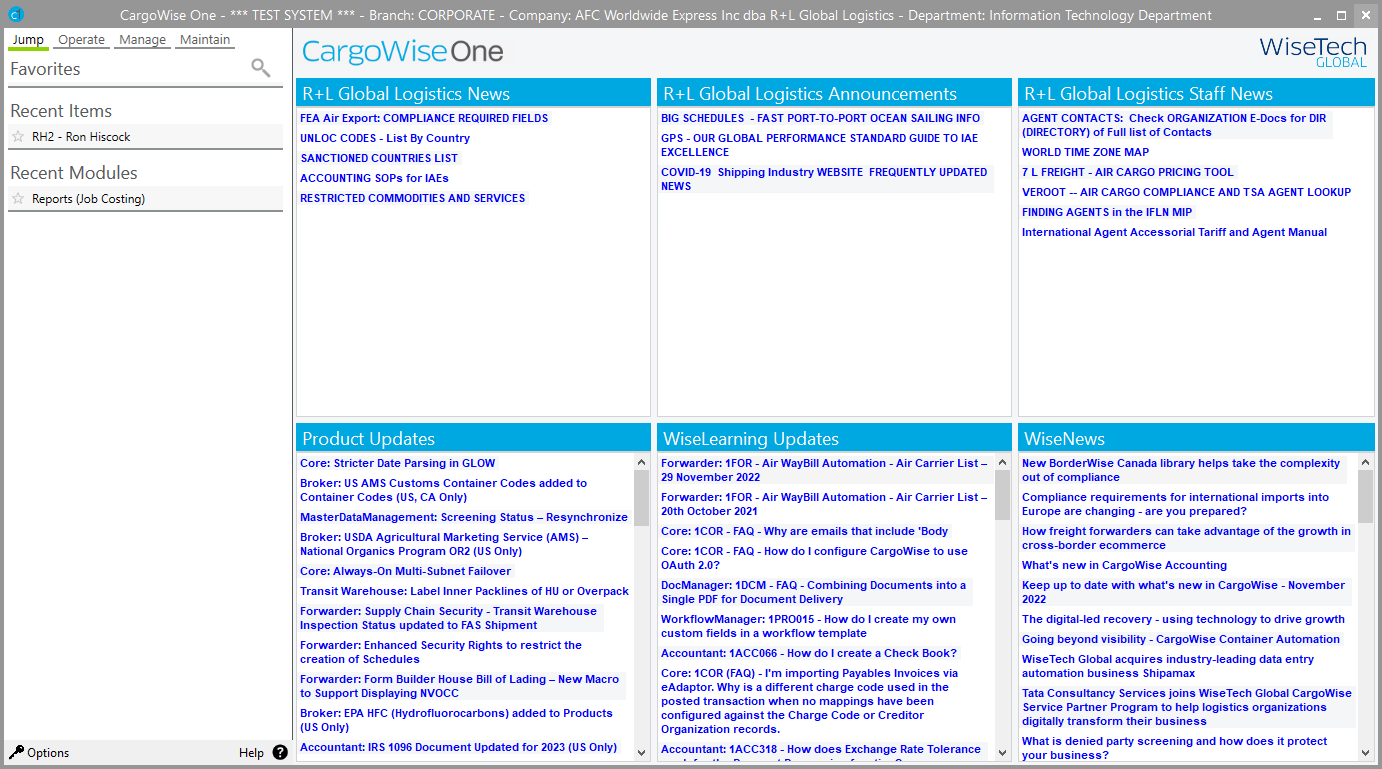 CargoWise One - *** TEST SYSTEM *** - Branch: CORPORATE - Company: AFC Worldwide Express Inc dba R+L Global Logistics - Department: Information Technology Department
Jump Operate Manage Maintain
Favorites
Recent Items
RH2 - Ron Hiscock
Recent Modules
Reports (Job Costing)
Options
Help
CargoWise One
WiseTech
GLOBAL
R+L Global Logistics News
FEA Air Export: COMPLIANCE REQUIRED FIELDS
UNLOC CODES - List By Country
SANCTIONED COUNTRIES LIST
ACCOUNTING SOPs for IAEs
RESTRICTED COMMODITIES AND SERVICES
R+L Global Logistics Announcements
BIG SCHEDULES - FAST PORT-TO-PORT OCEAN SAILING INFO
GPS - OUR GLOBAL PERFORMANCE STANDARD GUIDE TO IAE
EXCELLENCE
COVID-19 Shipping Industry WEBSITE FREQUENTLY UPDATED
NEWS
R+L Global Logistics Staff News
AGENT CONTACTS: Check ORGANIZATION E-Docs for DIR
(DIRECTORY) of Full list of Contacts
WORLD TIME ZONE MAP
7 L FREIGHT - AIR CARGO PRICING TOOL
VEROOT -- AIR CARGO COMPLIANCE AND TSA AGENT LOOKUP
FINDING AGENTS in the IFLN MIP
International Agent Accessorial Tariff and Agent Manual
Product Updates
Core: Stricter Date Parsing in GLOW
Broker: US AMS Customs Container Codes added to
Container Codes (US, CA Only)
MasterDataManagement: Screening Status – Resynchronize
Broker: USDA Agricultural Marketing Service (AMS) –
National Organics Program OR2 (US Only)
Core: Always-On Multi-Subnet Failover
Transit Warehouse: Label Inner Packlines of HU or Overpack
Forwarder: Supply Chain Security - Transit Warehouse
Inspection Status updated to FAS Shipment
Forwarder: Enhanced Security Rights to restrict the
creation of Schedules
Forwarder: Form Builder House Bill of Lading – New Macro
to Support Displaying NVOCC
Broker: EPA HFC (Hydrofluorocarbons) added to Products
(US Only)
Accountant: IRS 1096 Document Updated for 2023 (US Only)
WiseLearning Updates
Forwarder: 1FOR - Air WayBill Automation - Air Carrier List –
29 November 2022
Forwarder: 1FOR - Air WayBill Automation - Air Carrier List –
20th October 2021
Core: 1COR - FAQ - Why are emails that include 'Body
Core: 1COR - FAQ - How do I configure CargoWise to use
OAuth 2.0?
DocManager: 1DCM - FAQ - Combining Documents into a
Single PDF for Document Delivery
WorkflowManager: 1PRO015 - How do I create my own
custom fields in a workflow template
Accountant: 1ACC066 - How do I create a Check Book?
Core: 1COR (FAQ) - I'm importing Payables Invoices via
eAdaptor. Why is a different charge code used in the
posted transaction when no mappings have been
configured against the Charge Code or Creditor
Organization records.
Accountant: 1ACC318 - How does Exchange Rate Tolerance
WiseNews
New BorderWise Canada library helps take the complexity
out of compliance
Compliance requirements for international imports into
Europe are changing - are you prepared?
How freight forwarders can take advantage of the growth in
cross-border ecommerce
What's new in CargoWise Accounting
Keep up to date with what's new in CargoWise - November
2022
The digital-led recovery - using technology to drive growth
Going beyond visibility - CargoWise Container Automation
WiseTech Global acquires industry-leading data entry
automation business Shipamax
Tata Consultancy Services joins WiseTech Global CargoWise
Service Partner Program to help logistics organizations
digitally transform their business
What is denied party screening and how does it protect
your business?